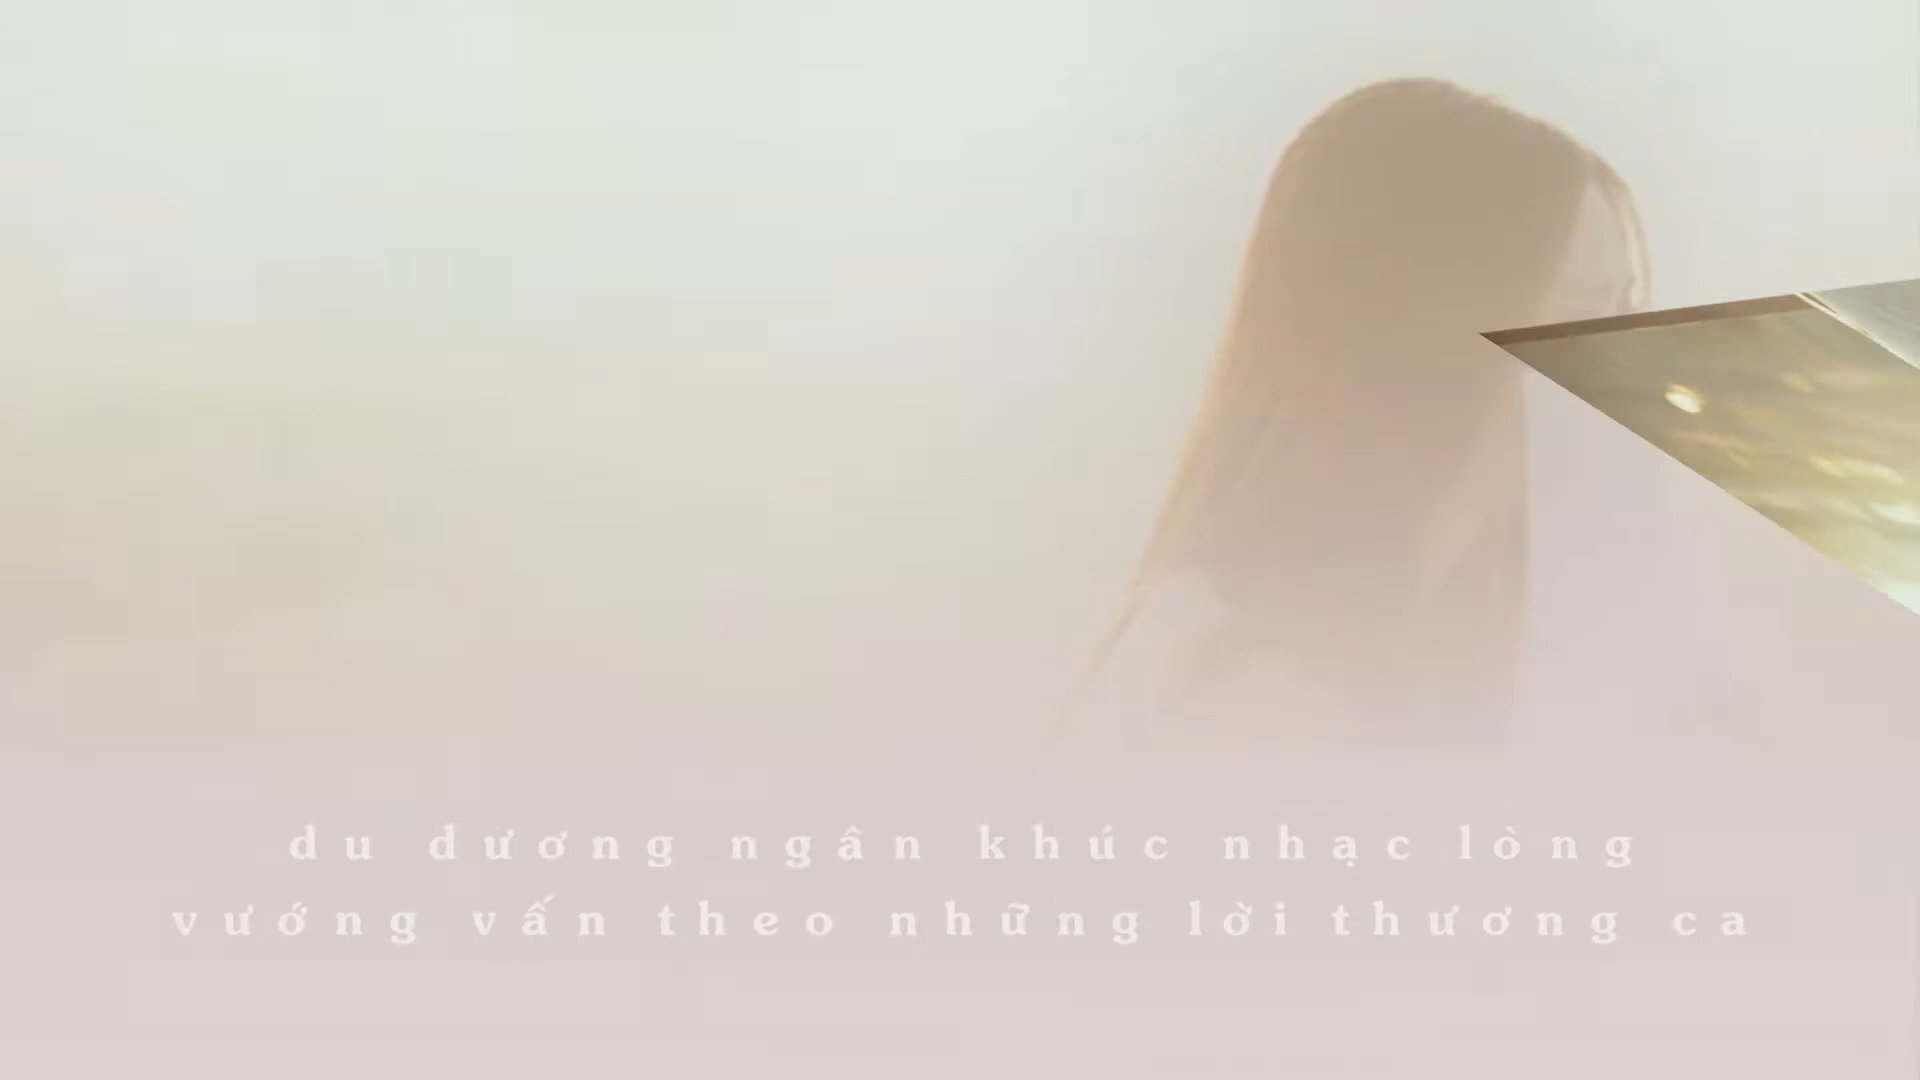 du dương ngân khúc nhạc lòng
vướng vấn theo những lời thương ca